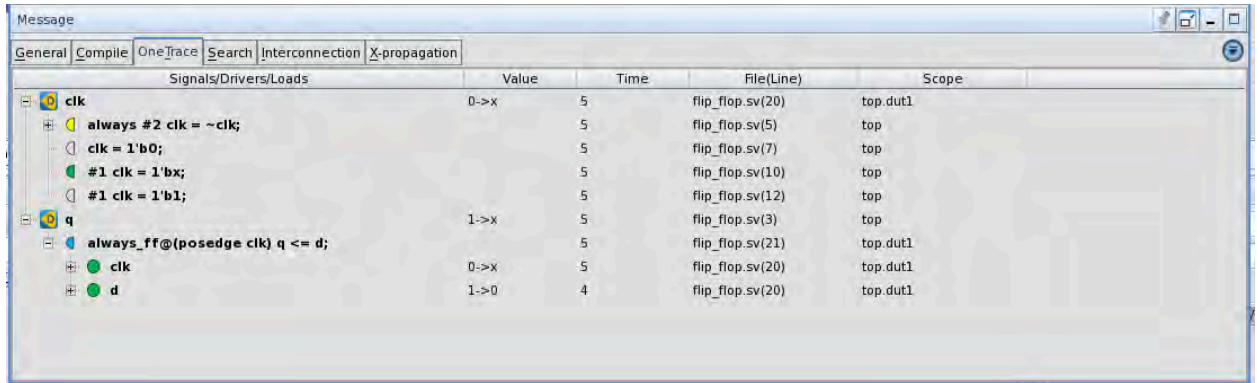 Message
General Compile OneTrace Search Interconnection X-propagation
Signals/Drivers/Loads Value Time File(Line) Scope
clk 0->x 5 flip_flop.sv(20) top.dut1
always #2 clk = ~clk; 5 flip_flop.sv(5) top
clk = 1'b0; 5 flip_flop.sv(7) top
#1 clk = 1'bx; 5 flip_flop.sv(10) top
#1 clk = 1'b1; 5 flip_flop.sv(12) top
q 1->x 5 flip_flop.sv(3) top
always_ff@(posedge clk) q <= d; 5 flip_flop.sv(21) top.dut1
clk 0->x 5 flip_flop.sv(20) top.dut1
d 1->0 4 flip_flop.sv(20) top.dut1